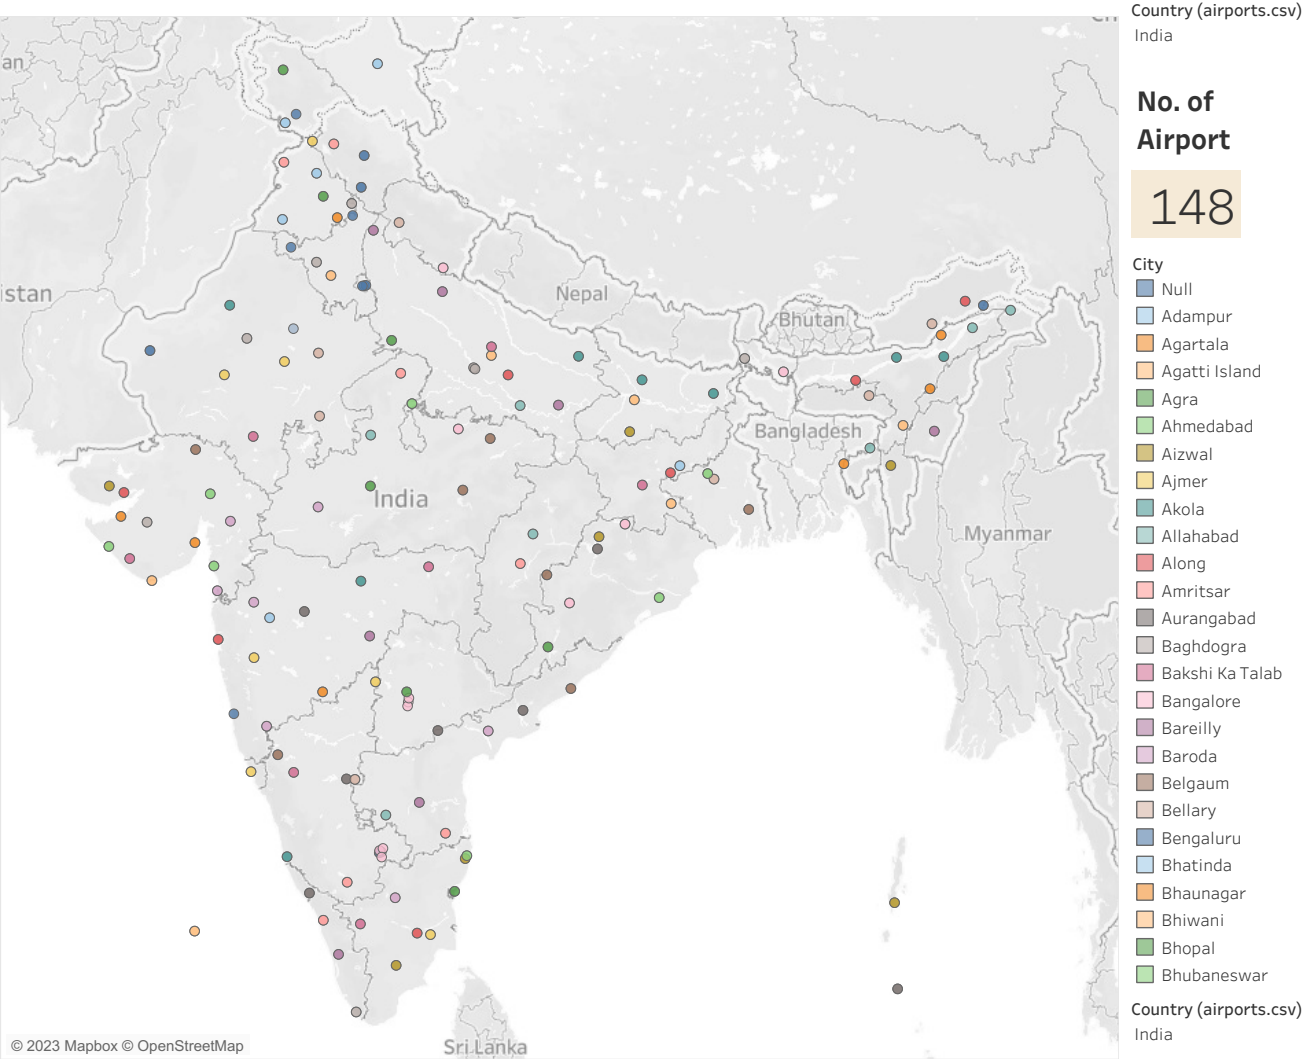 Country (airports.csv)
India
No. of
Airport
148
City
Null
Adampur
Agartala
Agatti Island
Agra
Ahmedabad
Aizwal
Ajmer
Akola
Allahabad
Along
Amritsar
Aurangabad
Baghdogra
Bakshi Ka Talab
Bangalore
Bareilly
Baroda
Belgaum
Bellary
Bengaluru
Bhatinda
Bhaunagar
Bhiwani
Bhopal
Bhubaneswar
Country (airports.csv)
India
an
istan
Nepal
Bhutan
Bangladesh
India
Myanmar
Sri Lanka
© 2023 Mapbox © OpenStreetMap